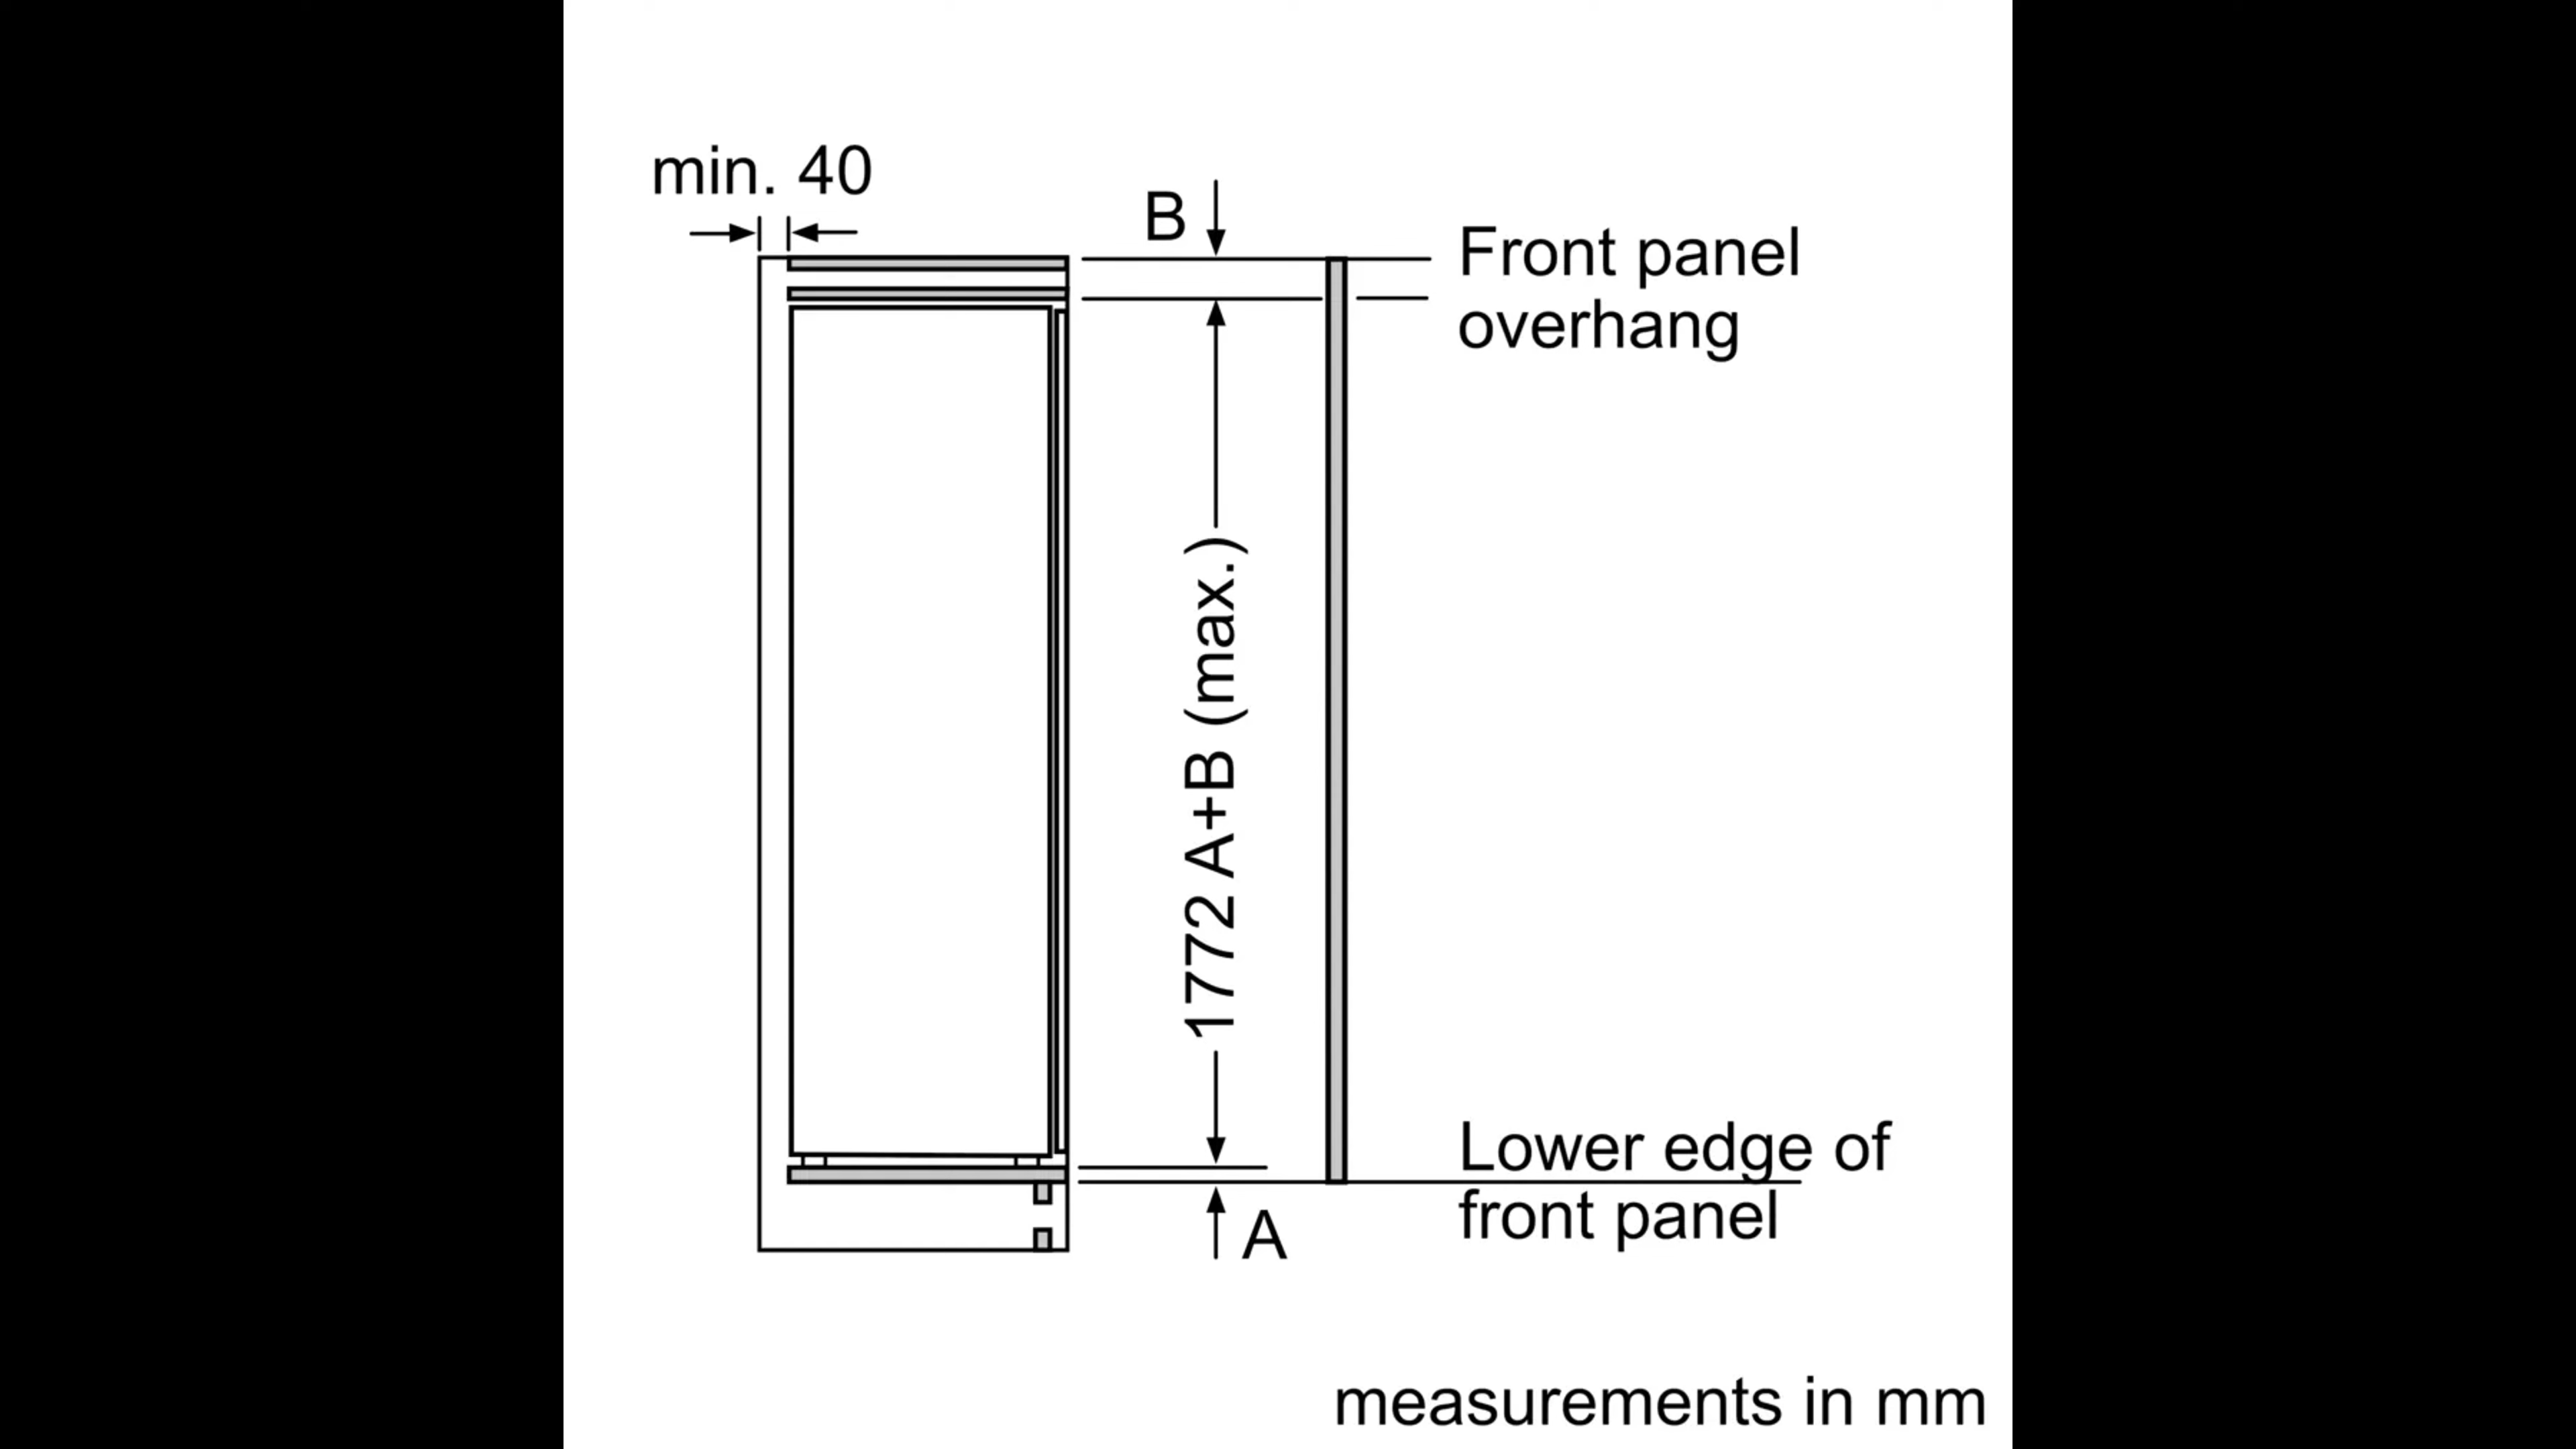 min. 40
B
Front panel
overhang
1772 A+B (max.)
Lower edge of
front panel
A
measurements in mm